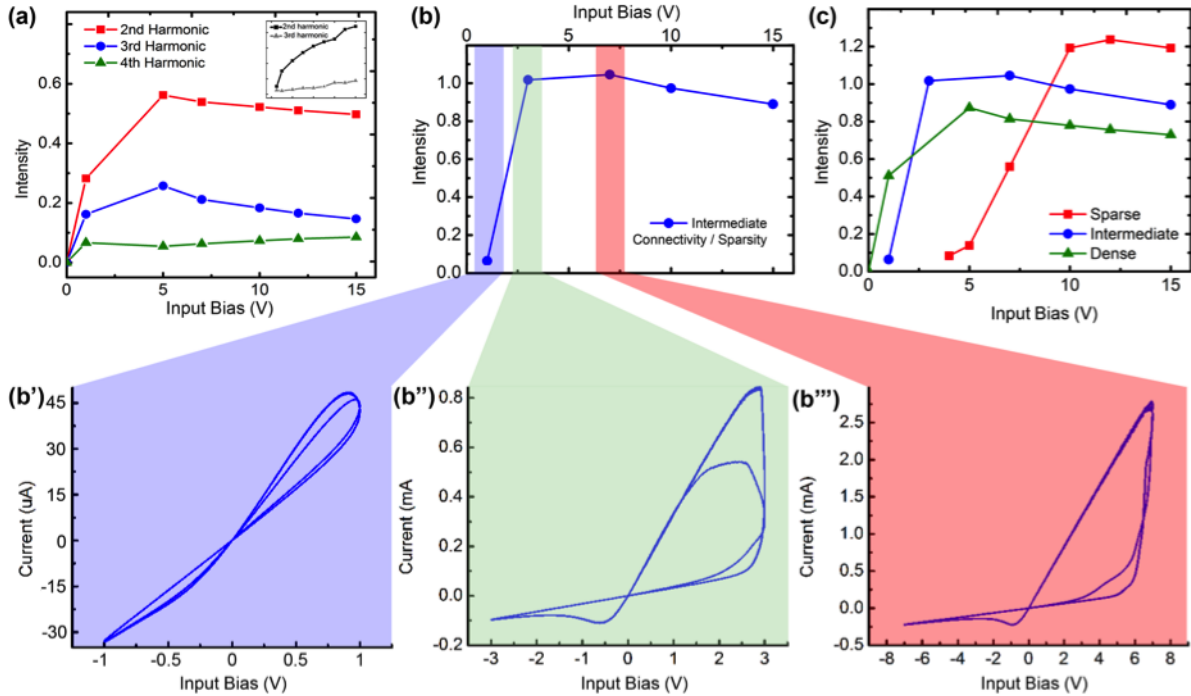 (a)
2nd Harmonic
3rd Harmonic
4th Harmonic
2nd harmonic
3rd harmonic
0.6
0.4
0.2
0.0
Intensity
0 5 10 15
Input Bias (V)
(b)
Input Bias (V)
0 5 10 15
1.0
0.8
0.6
0.4
0.2
0.0
Intensity
Intermediate
Connectivity / Sparsity
0 5 10 15
Input Bias (V)
(c)
1.2
1.0
0.8
0.6
0.4
0.2
0.0
Intensity
Sparse
Intermediate
Dense
0 5 10 15
Input Bias (V)
(b')
45
30
15
0
-15
-30
Current (uA)
-1 -0.5 0 0.5 1
Input Bias (V)
(b'')
0.8
0.6
0.4
0.2
0.0
-0.2
Current (mA
-3 -2 -1 0 1 2 3
Input Bias (V)
(b''')
2.5
2.0
1.5
1.0
0.5
0.0
-0.5
Current (mA)
-8 -6 -4 -2 0 2 4 6 8
Input Bias (V)